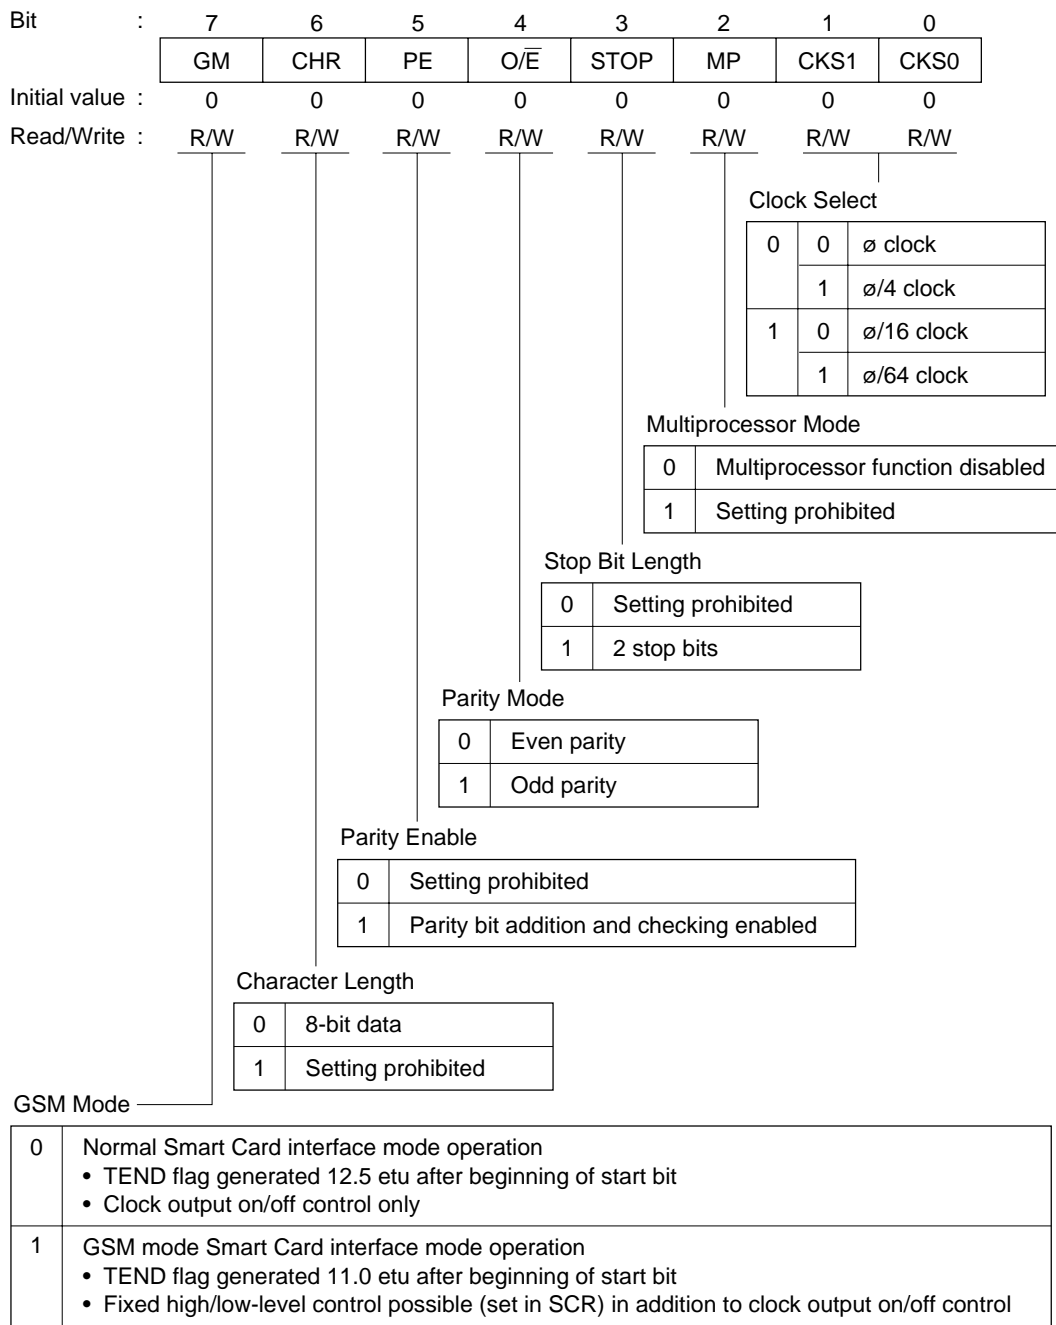 Bit : 7 6 5 4 3 2 1 0
GM CHR PE O/E̅ STOP MP CKS1 CKS0
Initial value : 0 0 0 0 0 0 0 0
Read/Write : R/W R/W R/W R/W R/W R/W R/W R/W
Clock Select
0 0 ø clock
1 ø/4 clock
1 0 ø/16 clock
1 ø/64 clock
Multiprocessor Mode
0 Multiprocessor function disabled
1 Setting prohibited
Stop Bit Length
0 Setting prohibited
1 2 stop bits
Parity Mode
0 Even parity
1 Odd parity
Parity Enable
0 Setting prohibited
1 Parity bit addition and checking enabled
Character Length
0 8-bit data
1 Setting prohibited
GSM Mode
0 Normal Smart Card interface mode operation
• TEND flag generated 12.5 etu after beginning of start bit
• Clock output on/off control only
1 GSM mode Smart Card interface mode operation
• TEND flag generated 11.0 etu after beginning of start bit
• Fixed high/low-level control possible (set in SCR) in addition to clock output on/off control